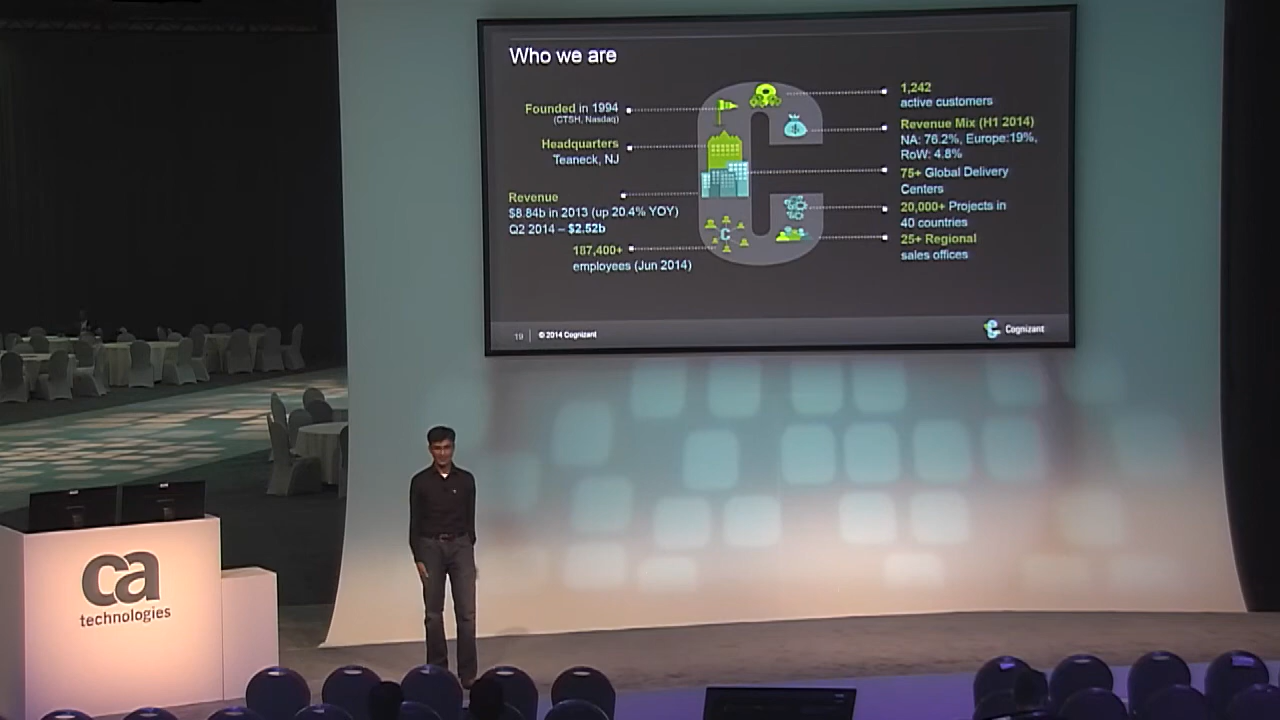 Who we are
Founded in 1994
(CTSH, Nasdaq)
Headquarters
Teaneck, NJ
Revenue
$8.84b in 2013 (up 20.4% YOY)
Q2 2014 – $2.52b
187,400+
employees (Jun 2014)
C
1,242
active customers
Revenue Mix (H1 2014)
NA: 76.2%, Europe:19%,
RoW: 4.8%
75+ Global Delivery
Centers
20,000+ Projects in
40 countries
25+ Regional
sales offices
19
© 2014 Cognizant
Cognizant
ca
technologies